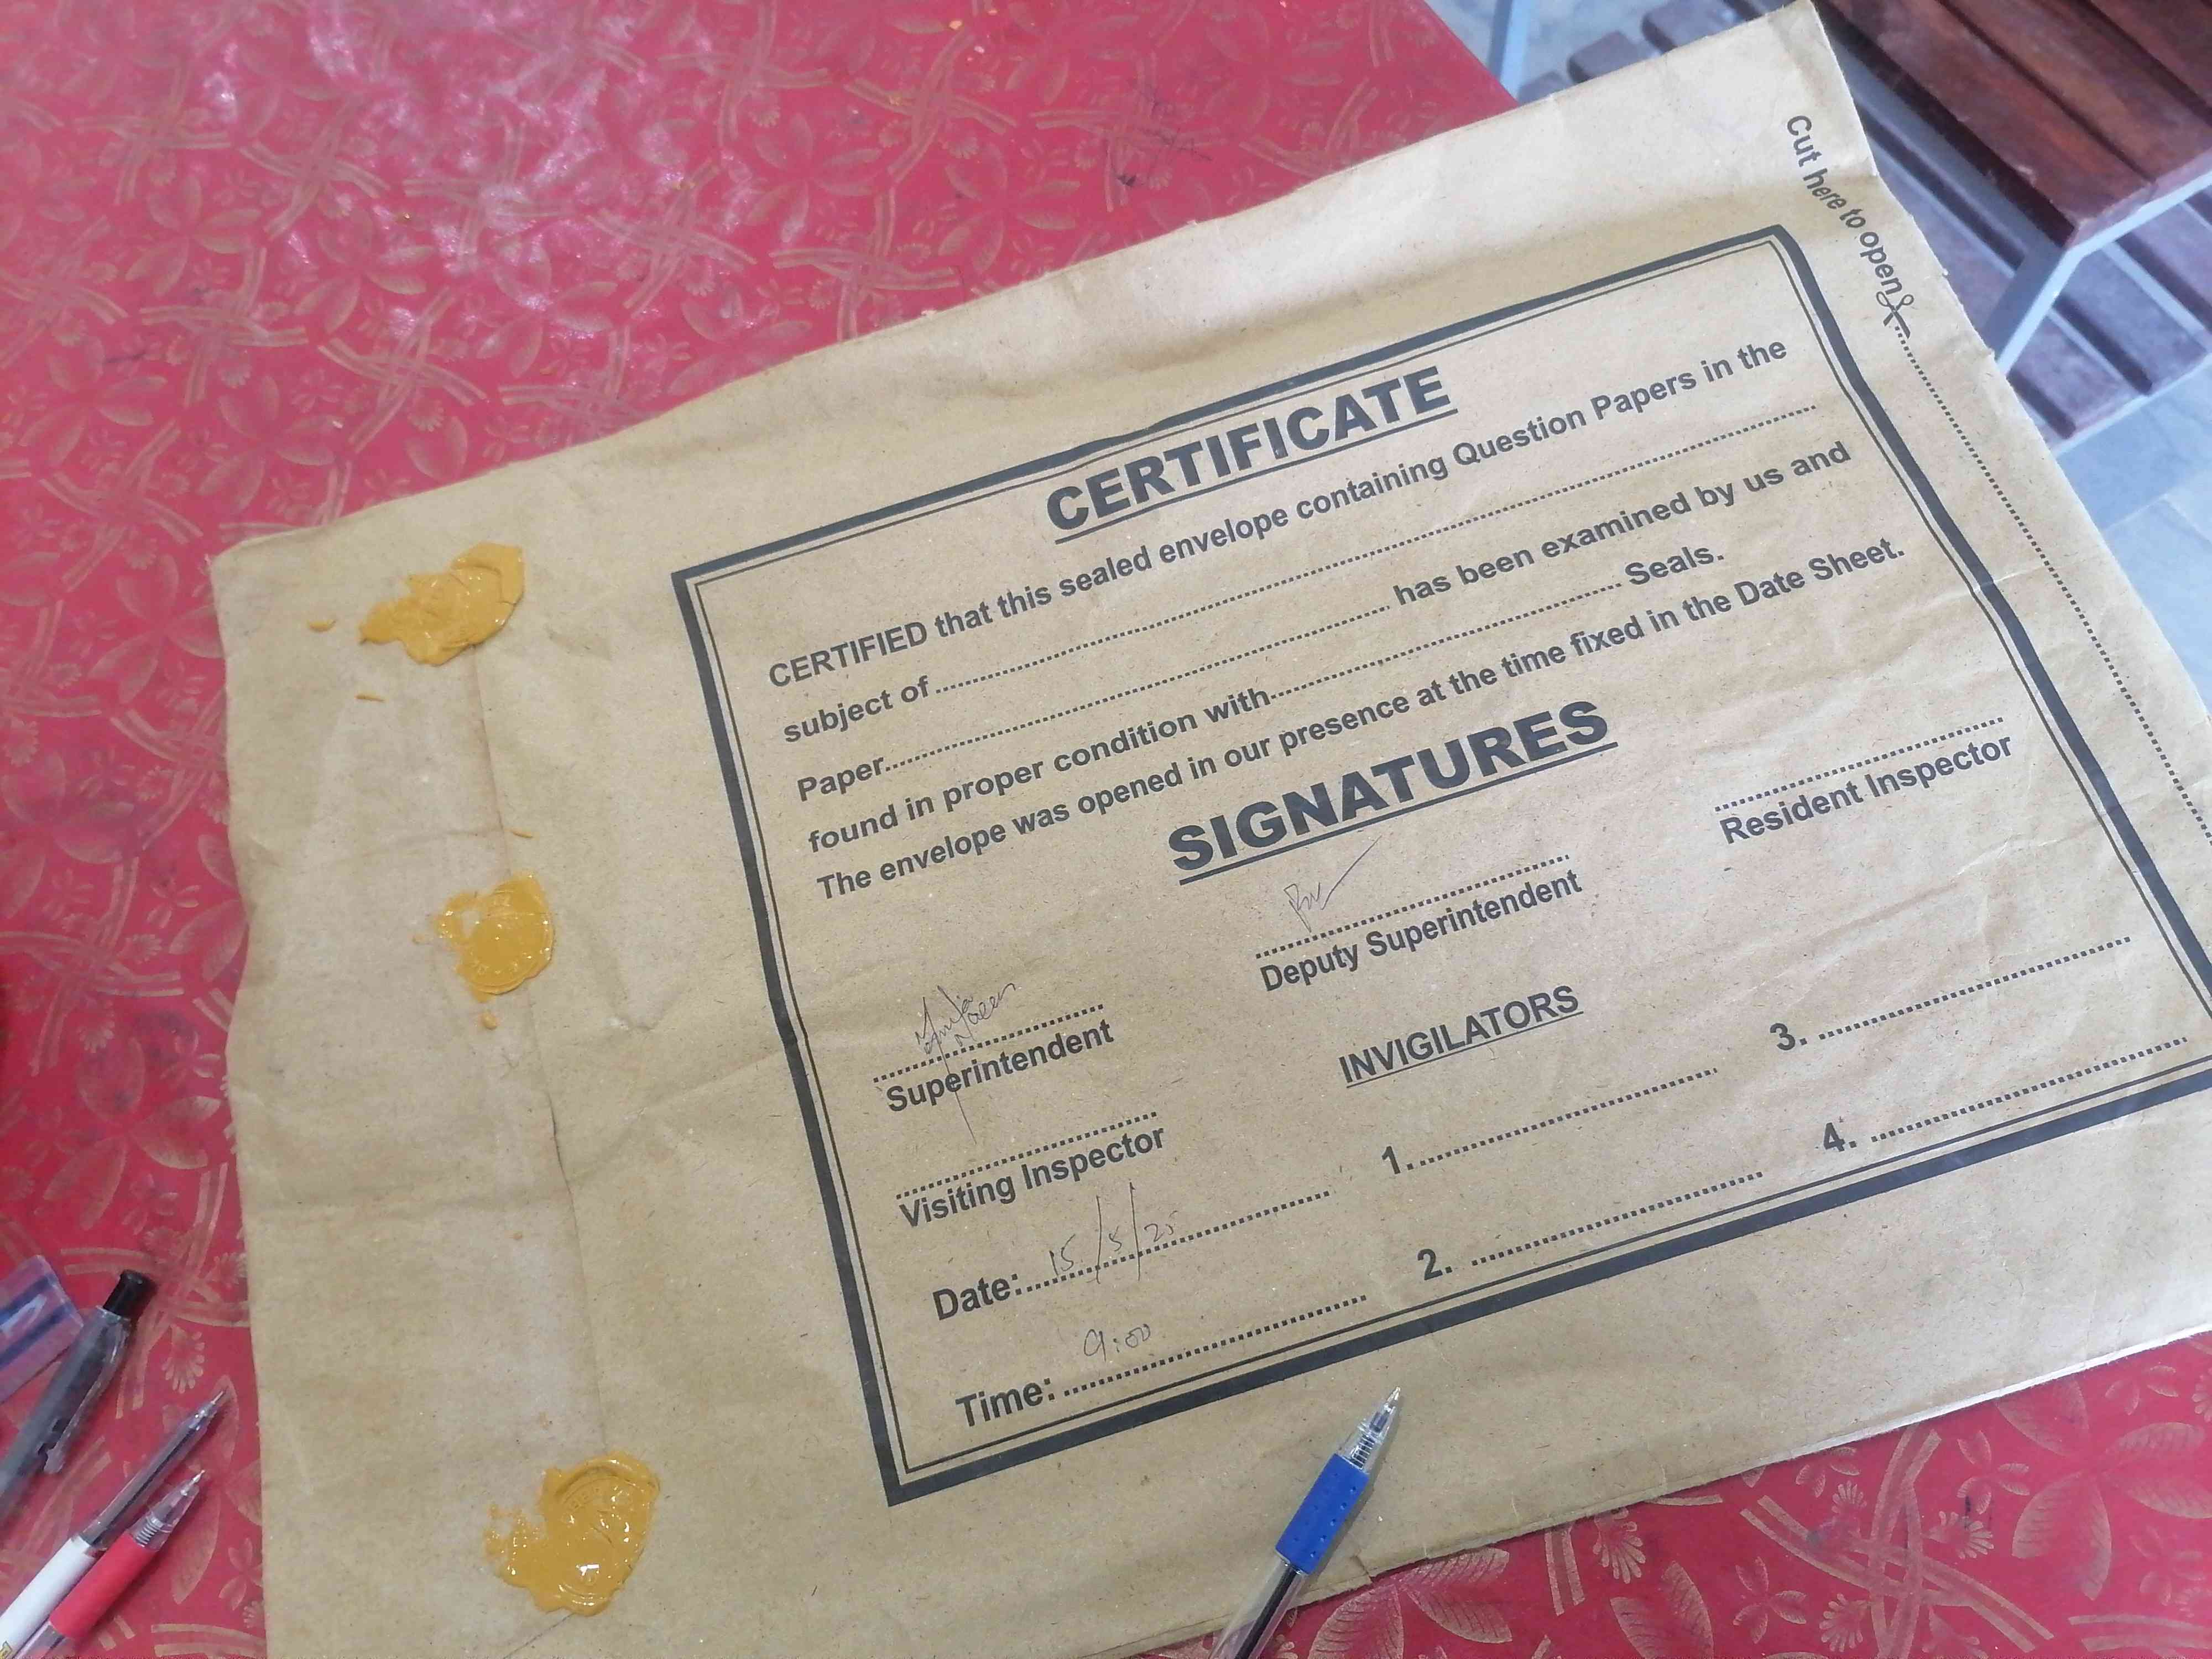 Cut here to open
CERTIFICATE
CERTIFIED that this sealed envelope containing Question Papers in the
subject of ........................................
Paper........................................ has been examined by us and
found in proper condition with........................................ Seals.
The envelope was opened in our presence at the time fixed in the Date Sheet.
SIGNATURES
Superintendent
Deputy Superintendent
Resident Inspector
Visiting Inspector
INVIGILATORS
Date: 15/5/25
Time: 9:00
1. ....................
2. ....................
3. ....................
4. ....................